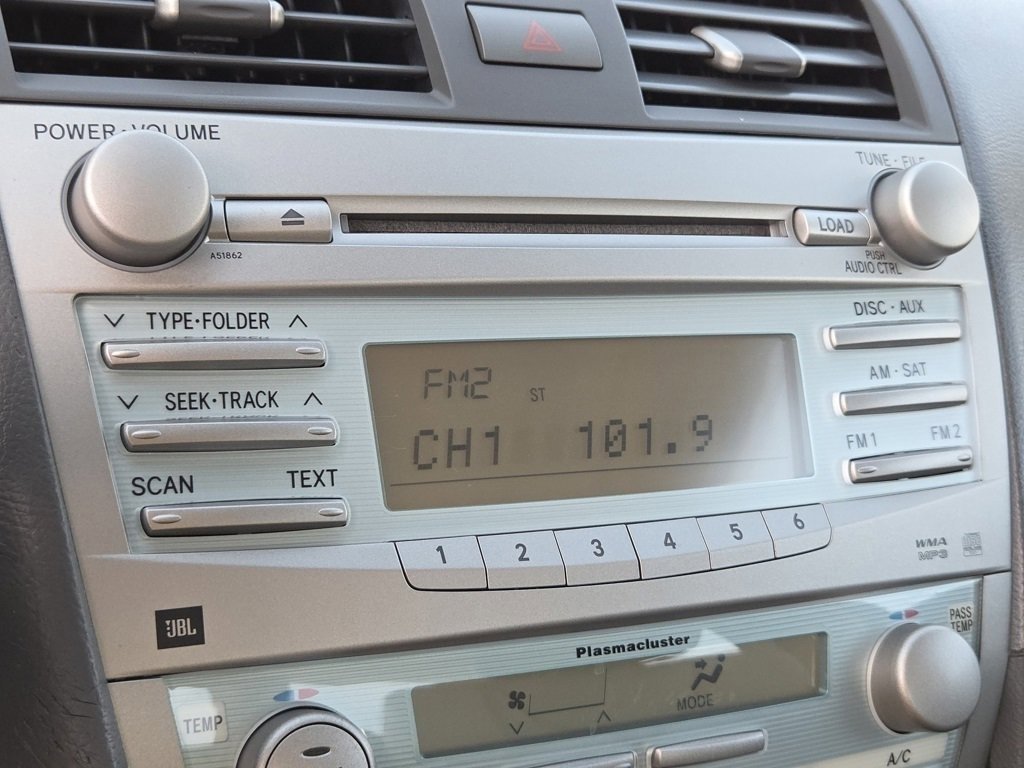 POWER · VOLUME
TUNE · FILE
LOAD
A51862
PUSH
AUDIO CTRL
TYPE·FOLDER
DISC · AUX
FM2
ST
AM · SAT
SEEK·TRACK
CH1 101.9
FM1 FM2
SCAN TEXT
1 2 3 4 5 6
WMA
MP3
JBL
Plasmacluster
PASS
TEMP
TEMP
MODE
A/C